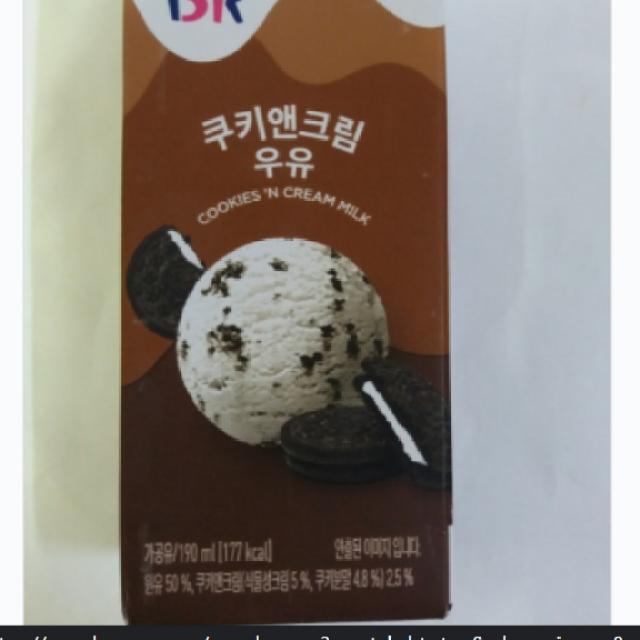 BR
쿠키앤크림
우유
COOKIES 'N CREAM MILK
가공유/190 ml [177 kcal]
연출된 이미지입니다.
원유 50 %, 쿠키앤크림(식물성크림 5 %, 쿠키분말 4.8 %) 2.5 %